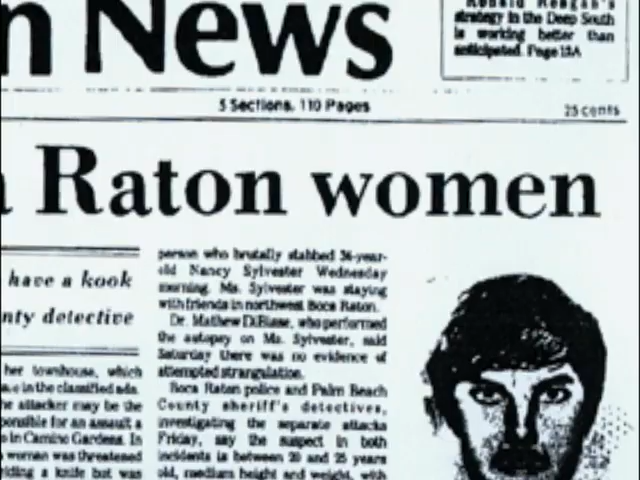 n News
Ronald Reagan's
strategy in the Deep South
is working better than
anticipated. Page 12A
5 Sections, 110 Pages
25 cents
a Raton women
have a kook
nty detective
her townhouse, which
in the classified ads.
he attacker may be the
ponsible for an assault a
o in Camino Gardens. In
woman was threatened
a knife but was
person who brutally stabbed 36-year-
old Nancy Sylvester Wednesday
morning. Ms. Sylvester was staying
with friends in northwest Boca Raton.
Dr. Mathew DiBiase, who performed
the autopsy on Ms. Sylvester, said
Saturday there was no evidence of
attempted strangulation.
Boca Raton police and Palm Beach
County sheriff's detectives,
investigating the separate attacks
Friday, say the suspect in both
incidents is between 20 and 25 years
old, medium height and weight, with